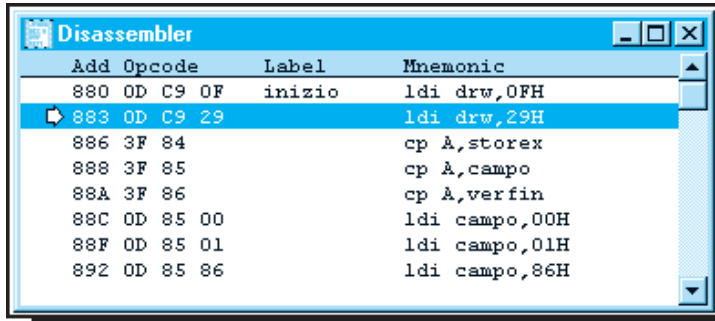 Disassembler
Add Opcode Label Mnemonic
880 0D C9 0F inizio ldi drw,0FH
883 0D C9 29 ldi drw,29H
886 3F 84 cp A,storex
888 3F 85 cp A,campo
88A 3F 86 cp A,verfin
88C 0D 85 00 ldi campo,00H
88F 0D 85 01 ldi campo,01H
892 0D 85 86 ldi campo,86H